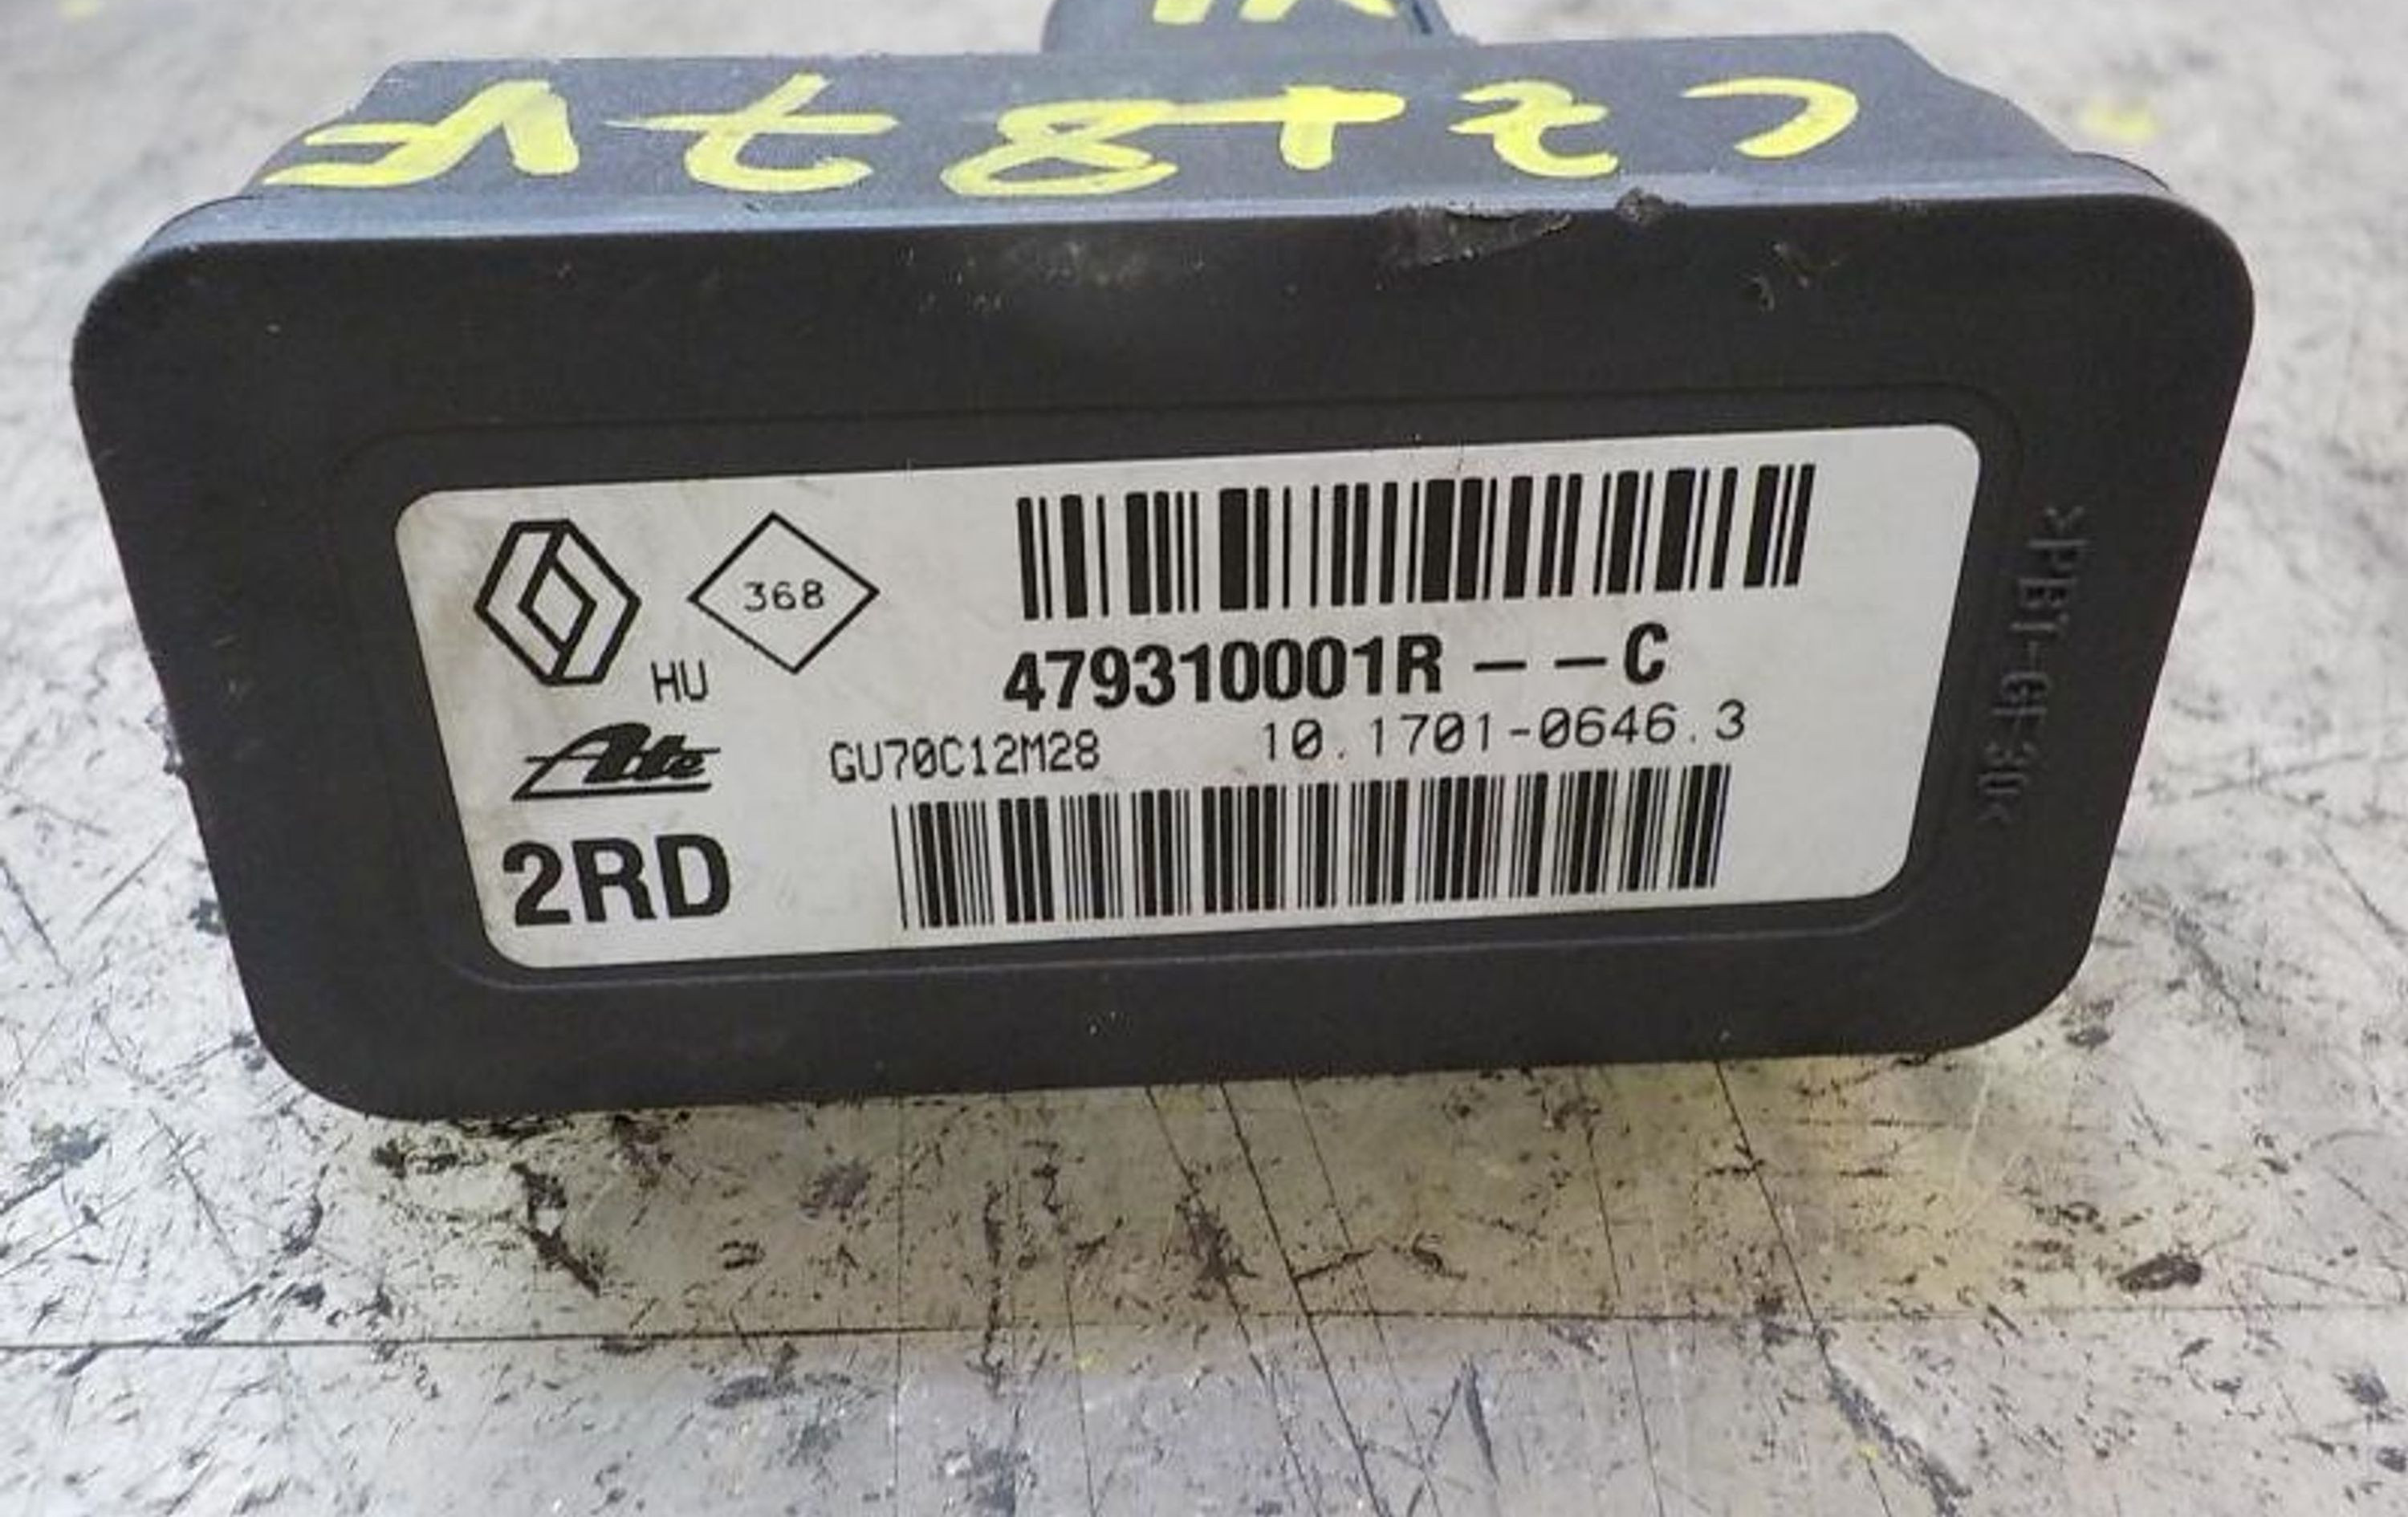 368
HU
479310001R – – C
Ate
GU70C12M28 10.1701-0646.3
2RD
>PBT-GF30<